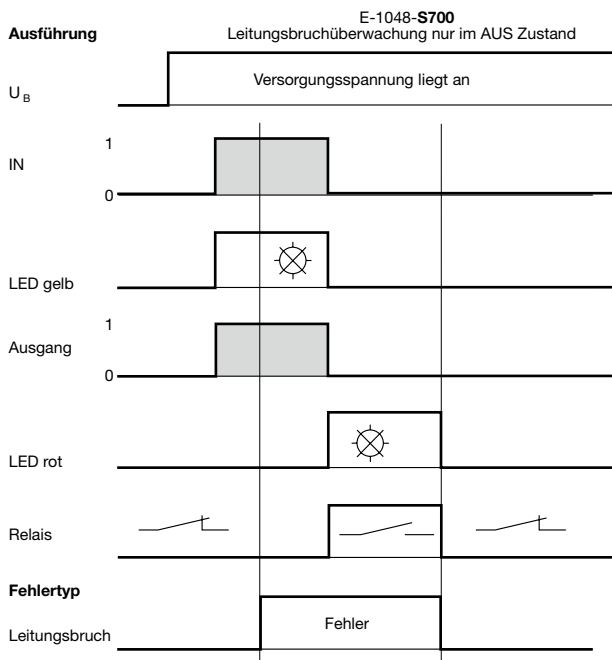 E-1048-S700
Ausführung
Leitungsbruchüberwachung nur im AUS Zustand
Versorgungsspannung liegt an
U B
1
IN
0
LED gelb
1
Ausgang
0
LED rot
Relais
Fehlertyp
Fehler
Leitungsbruch